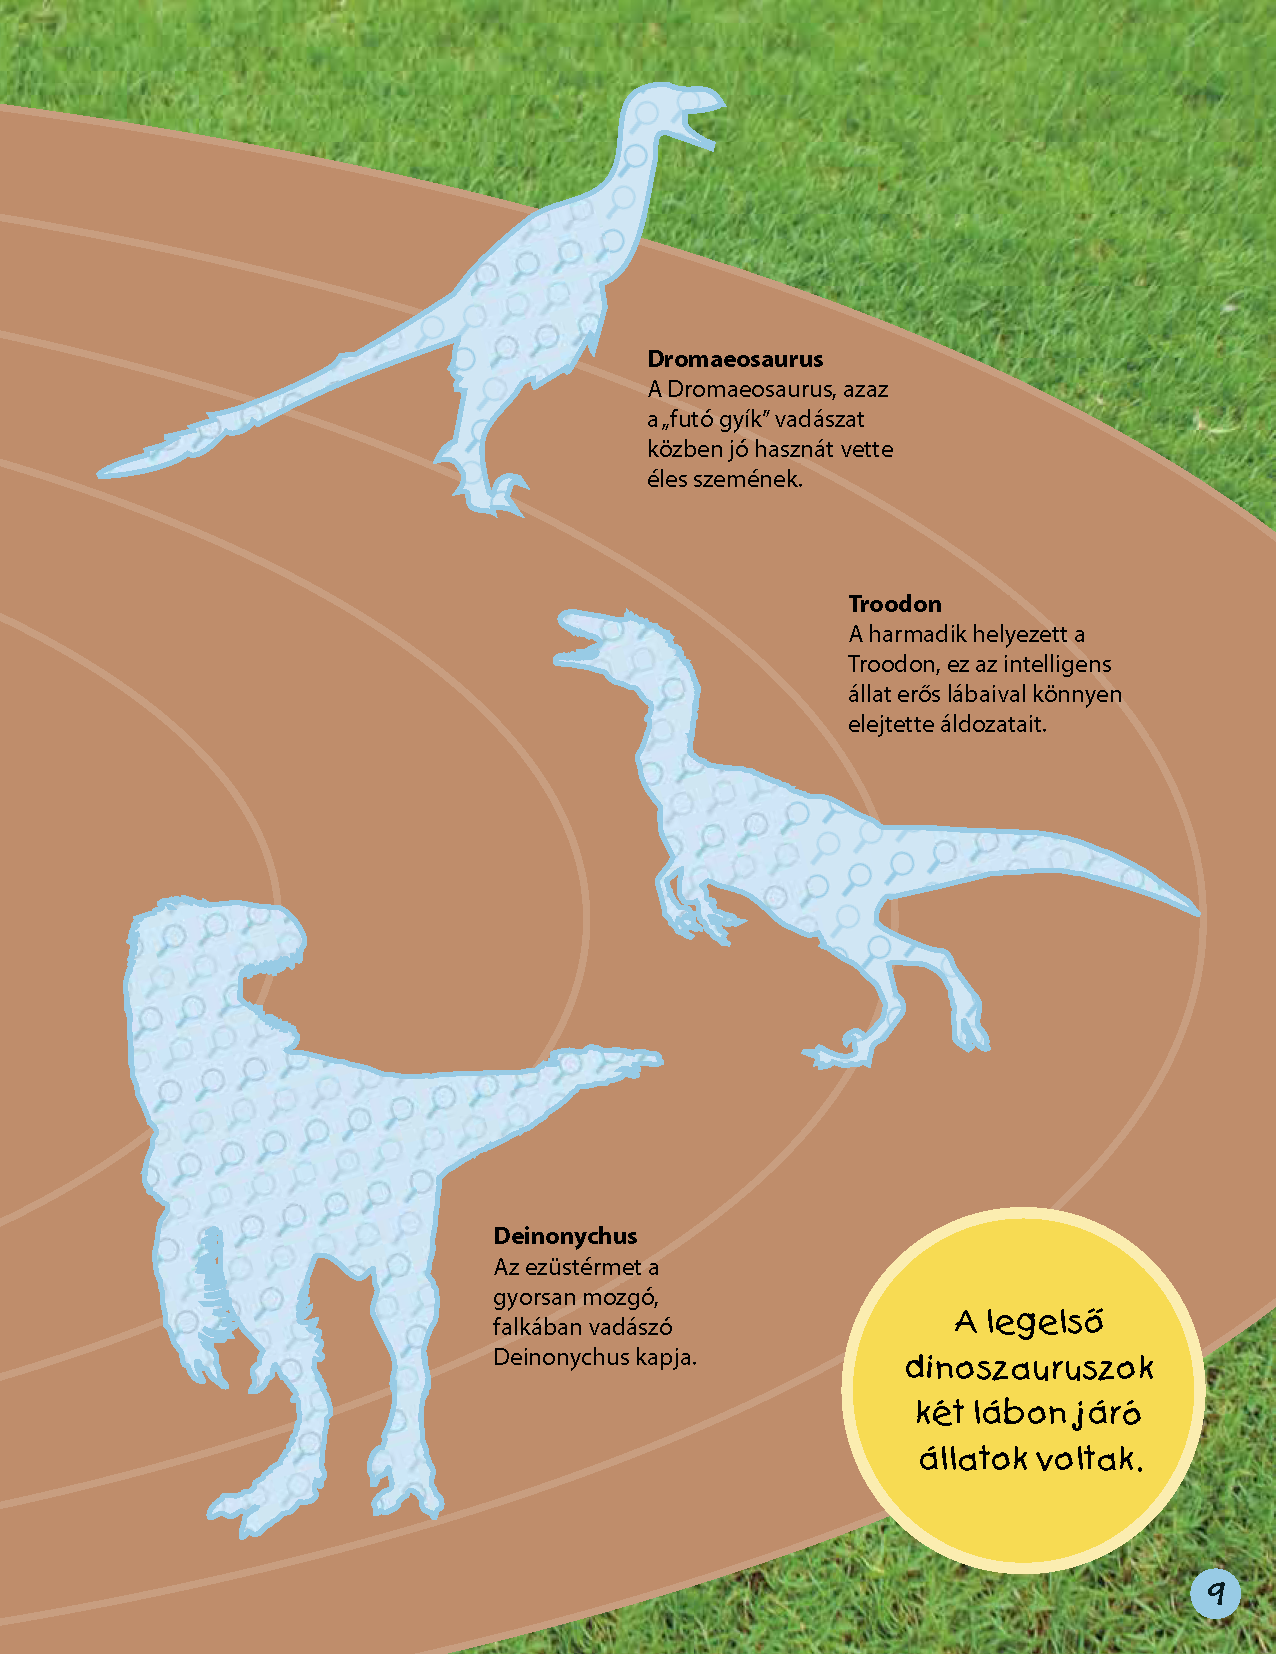 Dromaeosaurus
A Dromaeosaurus, azaz
a „futó gyík” vadászat
közben jó hasznát vette
éles szemének.
Troodon
A harmadik helyezett a
Troodon, ez az intelligens
állat erős lábaival könnyen
elejtette áldozatait.
Deinonychus
Az ezüstérmet a
gyorsan mozgó,
falkában vadászó
Deinonychus kapja.
A legelső
dinoszauruszok
két lábon járó
állatok voltak.
9